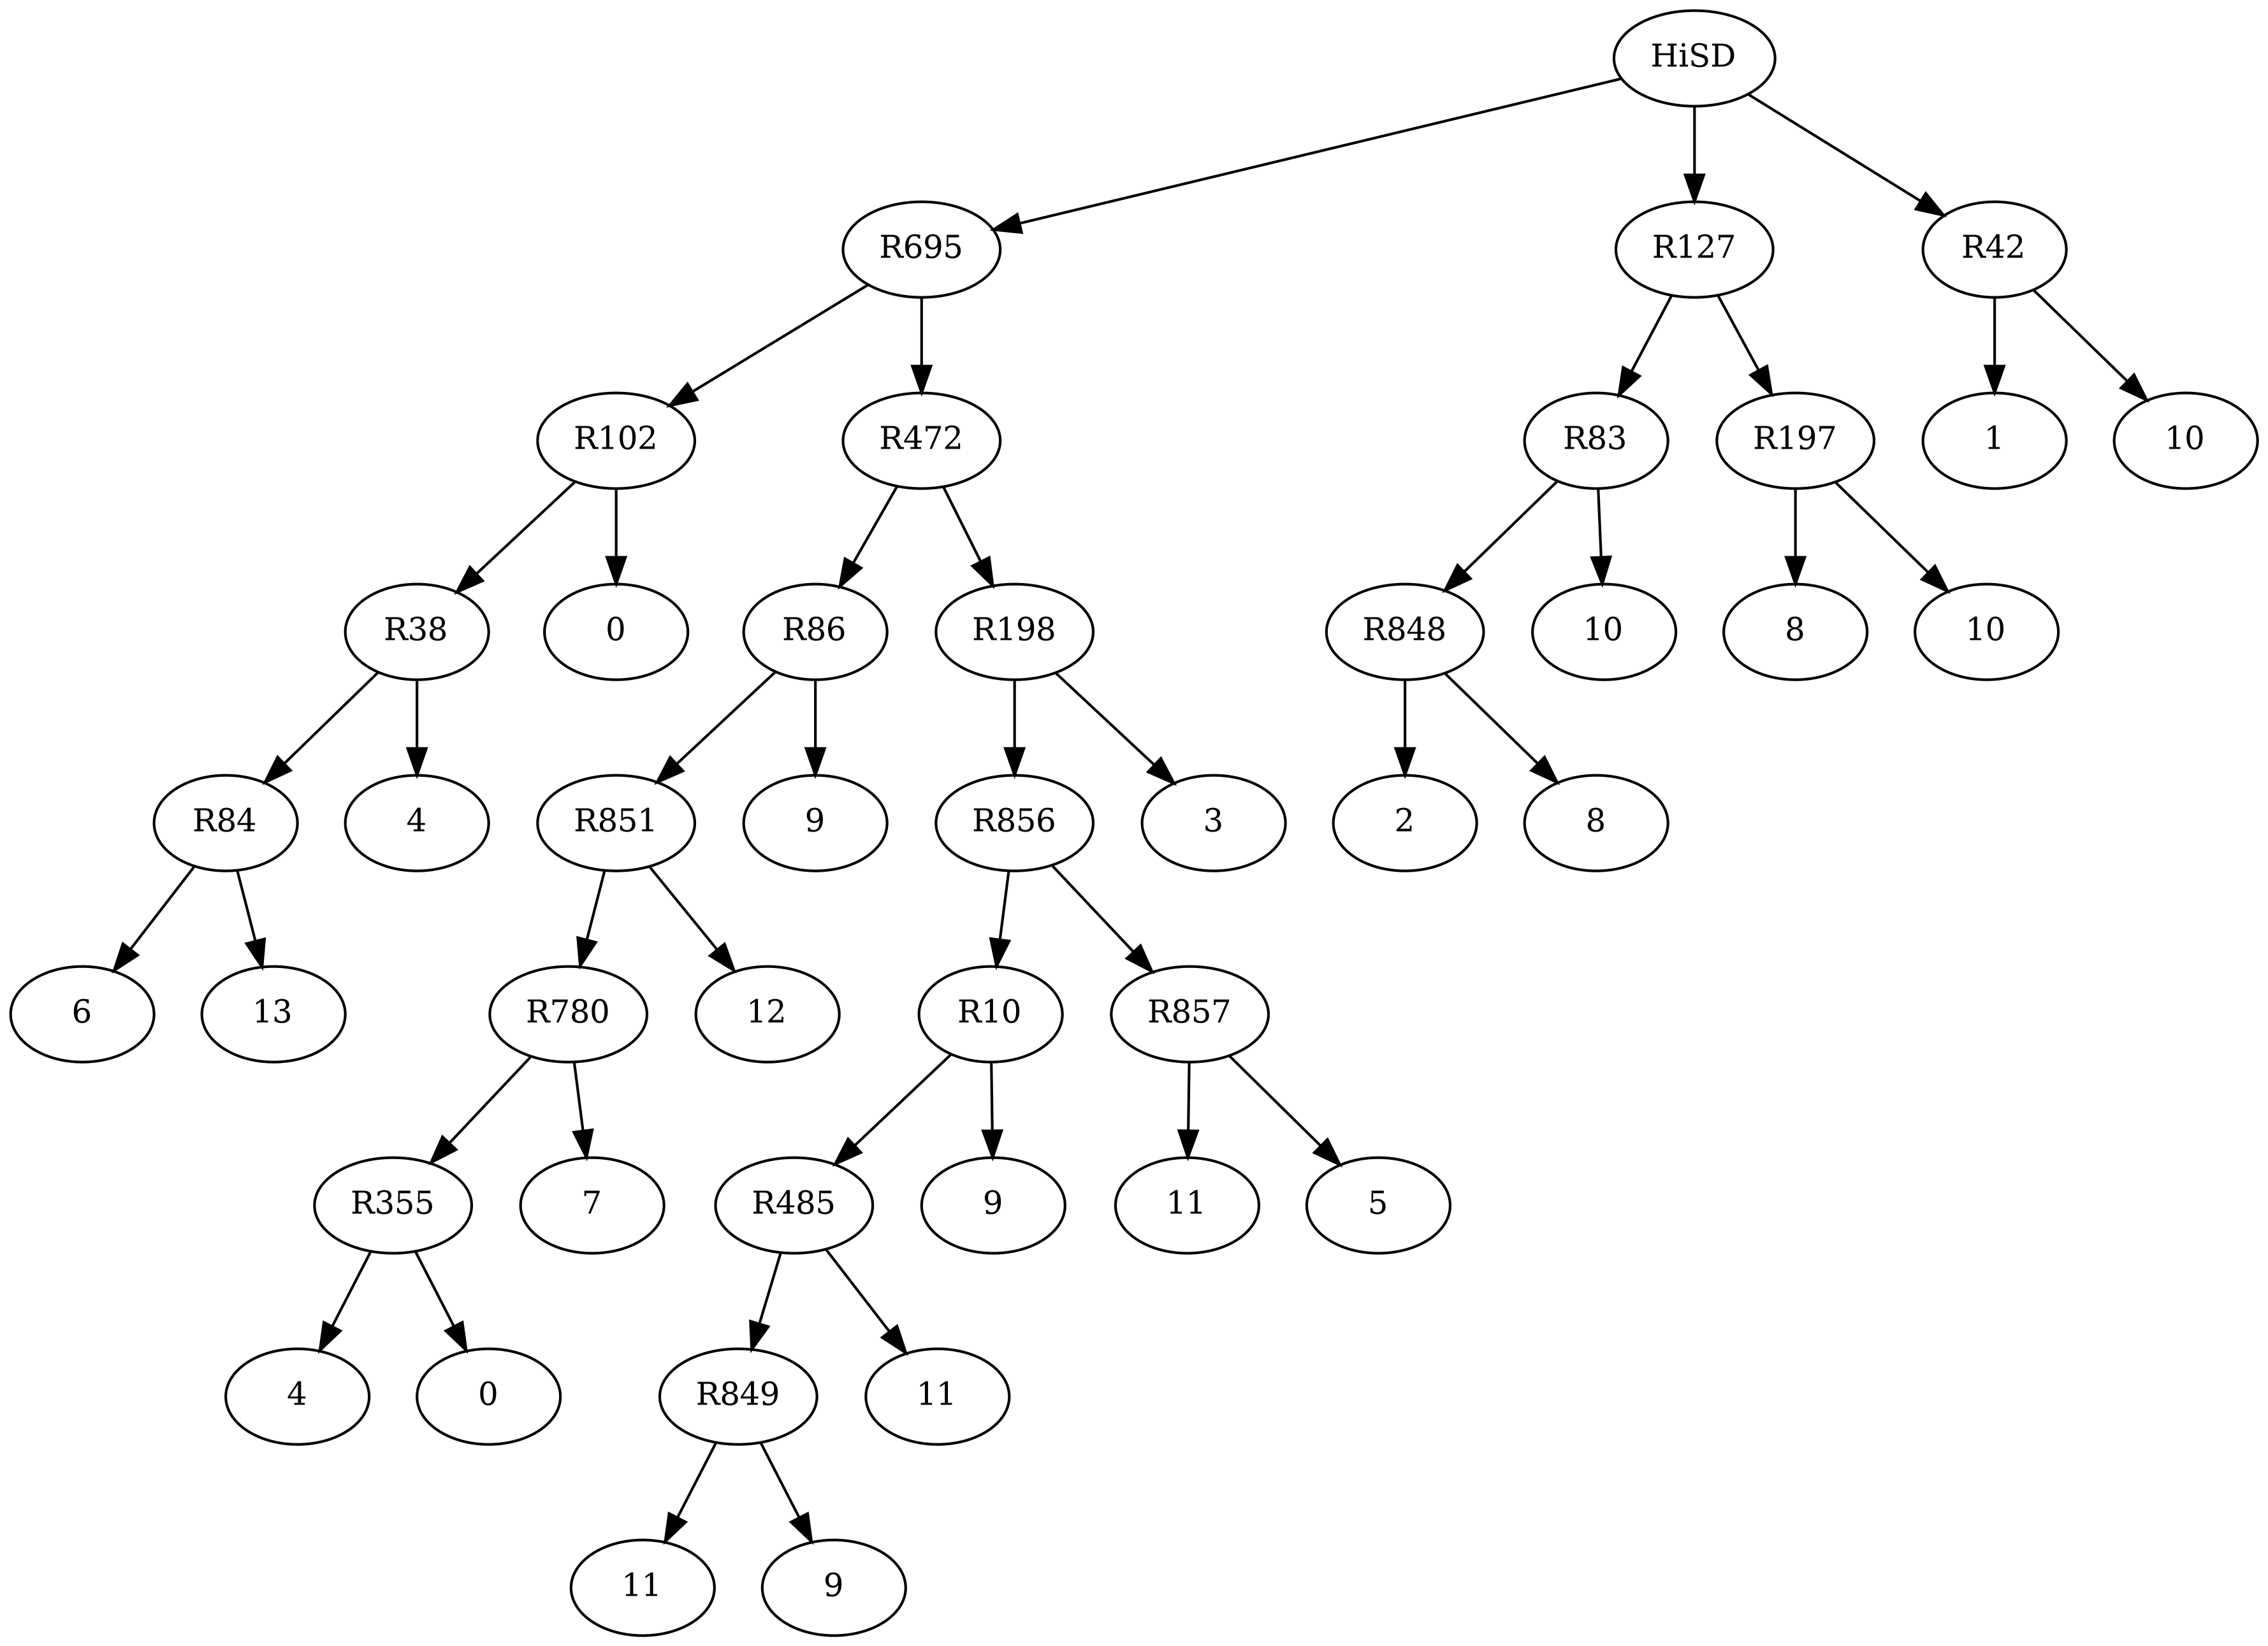 HiSD
R695 R127 R42
R102 R472 R83 R197 1 10
R38 0 R86 R198 R848 10 8 10
R84 4 R851 9 R856 3 2 8
6 13 R780 12 R10 R857
R355 7 R485 9 11 5
4 0 R849 11
11 9